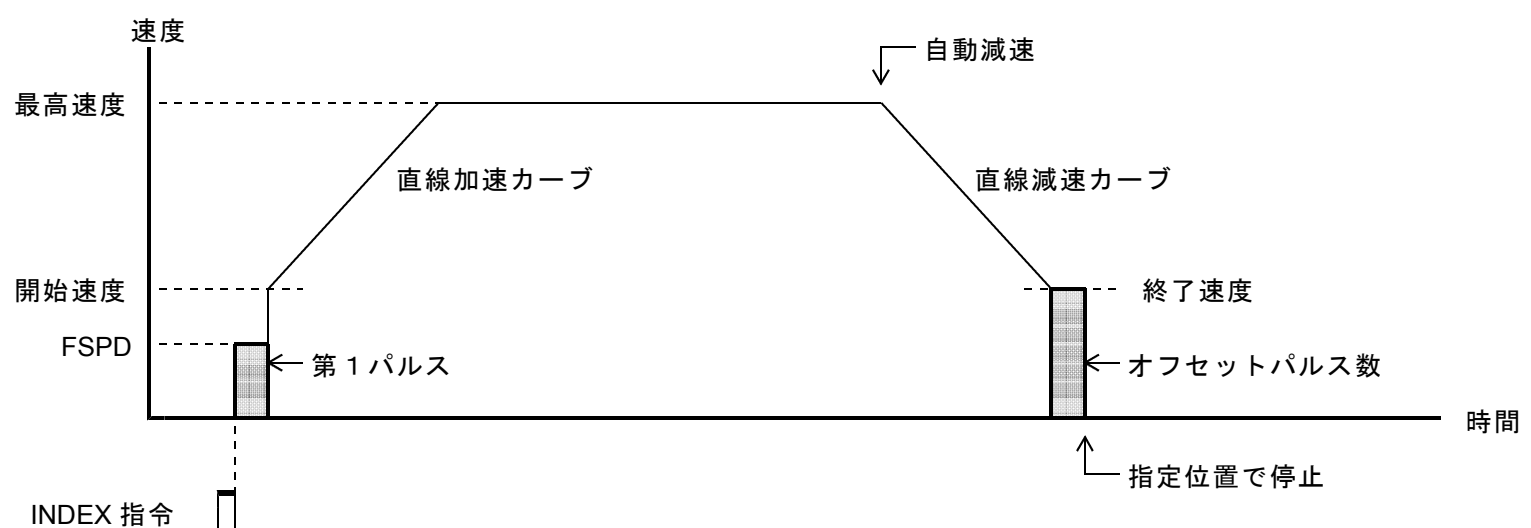 速度
自動減速
最高速度
直線加速カーブ
直線減速カーブ
開始速度
終了速度
FSPD
第1パルス
オフセットパルス数
時間
指定位置で停止
INDEX 指令